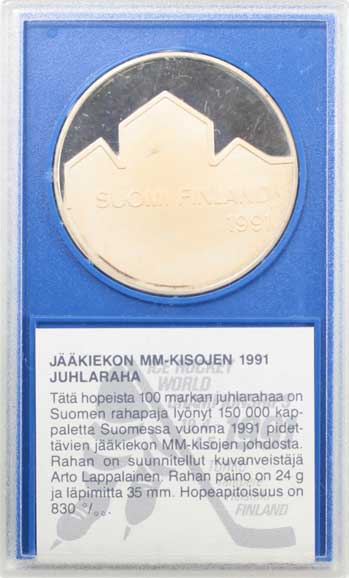 SUOMI FINLAND
1991
JÄÄKIEKON MM-KISOJEN 1991
JUHLARAHA
Tätä hopeista 100 markan juhlarahaa on
Suomen rahapaja lyönyt 150 000 kap-
paletta Suomessa vuonna 1991 pidet-
tävien jääkiekon MM-kisojen johdosta.
Rahan on suunnitellut kuvanveistäjä
Arto Lappalainen. Rahan paino on 24 g
ja läpimitta 35 mm. Hopeapitoisuus on
830 ⁰/₀₀.
ICE HOCKEY
WORLD
FINLAND